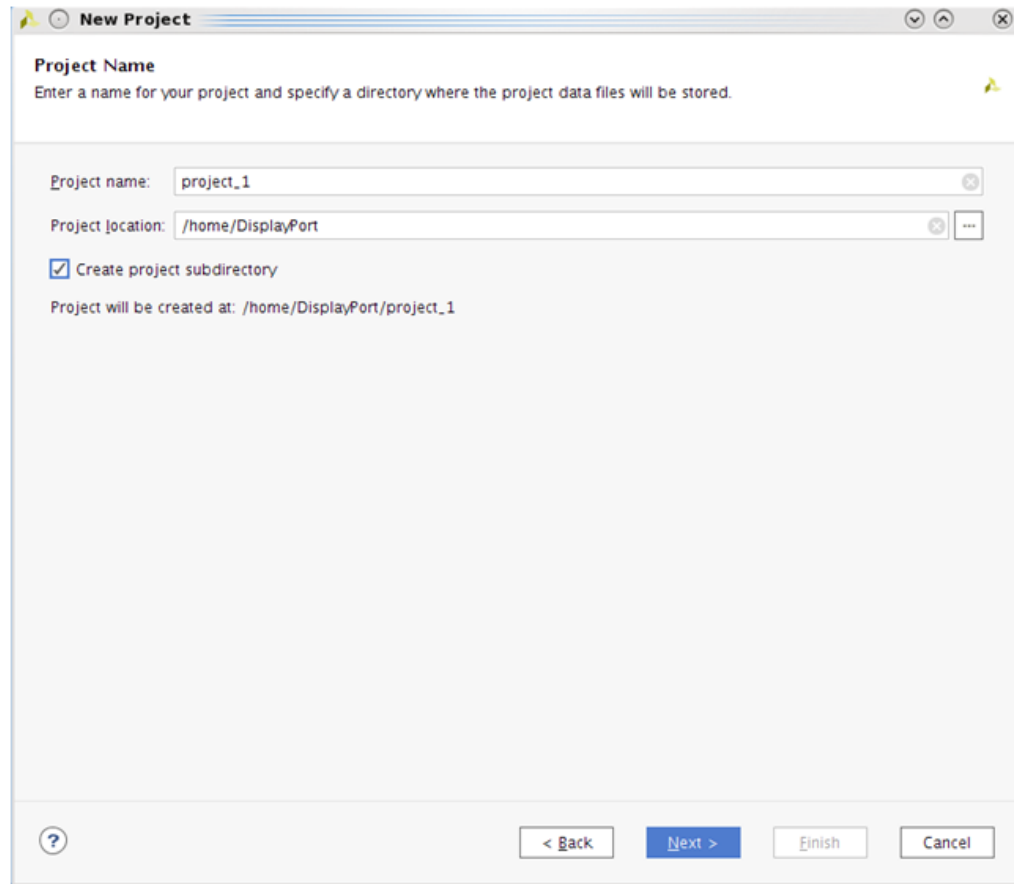 New Project
Project Name
Enter a name for your project and specify a directory where the project data files will be stored.
Project name: project_1
Project location: /home/DisplayPort
...
Create project subdirectory
Project will be created at: /home/DisplayPort/project_1
? < Back Next > Finish Cancel